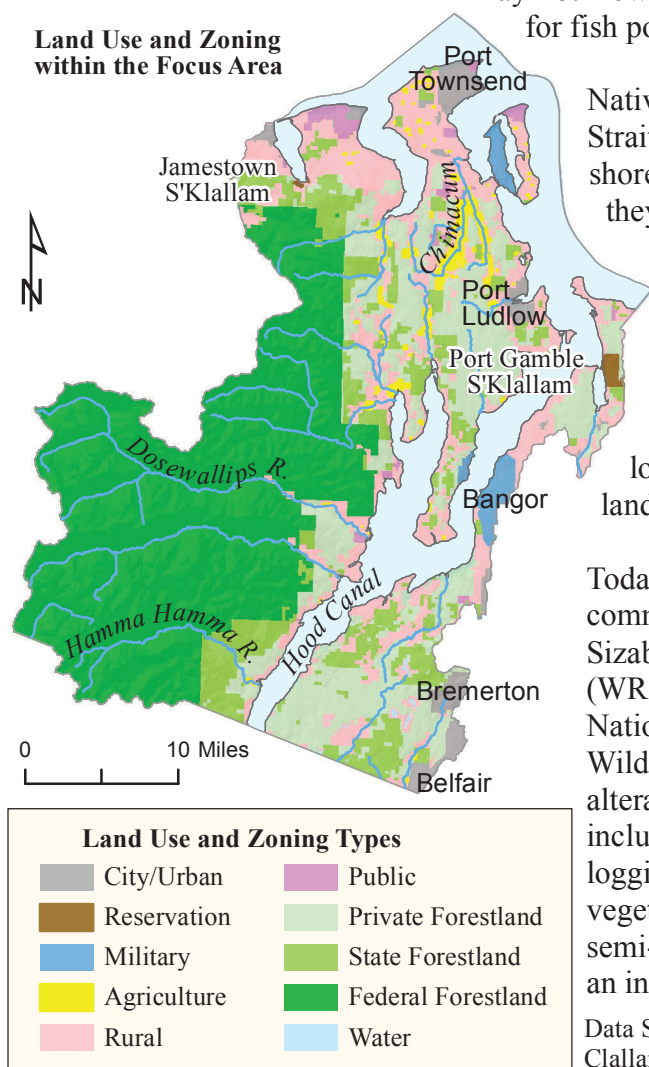 Land Use and Zoning
within the Focus Area
for fish po
Port
Townsend
Nativ
Strait
shore
they
Jamestown
S'Klallam
Chimacum
N
Port
Ludlow
Port Gamble
S'Klallam
Dosewallips R.
lo
land
Bangor
Hood Canal
Hamma Hamma R.
Toda
comm
Sizab
(WR
Natio
Wild
altera
inclu
loggi
veget
semi-
an in
Bremerton
0 10 Miles
Belfair
Land Use and Zoning Types
City/Urban
Reservation
Military
Agriculture
Rural
Public
Private Forestland
State Forestland
Federal Forestland
Water
Data S
Clallar